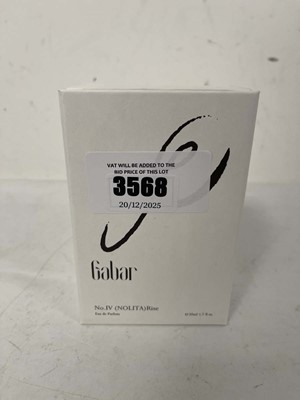 VAT WILL BE ADDED TO THE
BID PRICE OF THIS LOT
3568
20/12/2025
Gabar
No.IV (NOLITA)Rise
Eau de Parfum